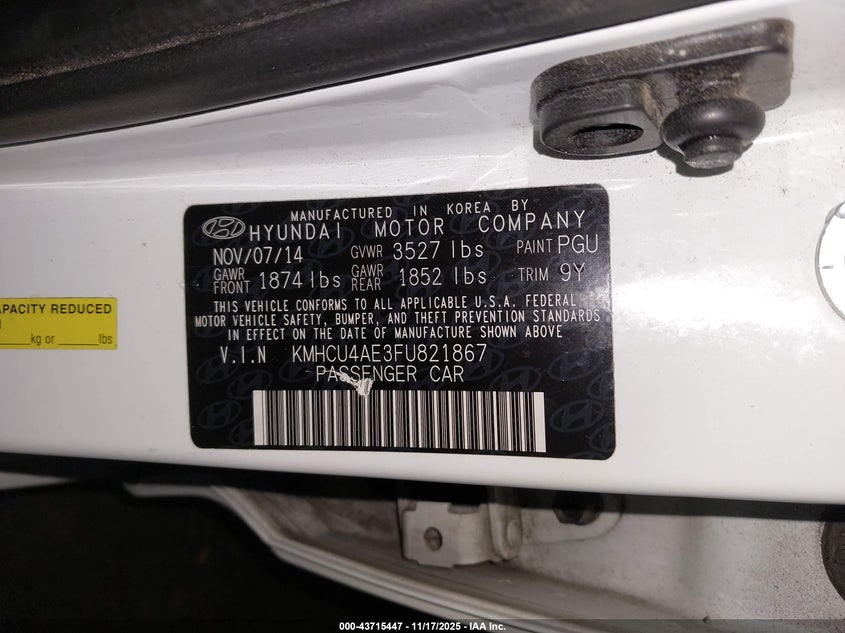 MANUFACTURED IN KOREA BY
HYUNDAI MOTOR COMPANY
NOV/07/14 GVWR 3527 lbs PAINT PGU
GAWR FRONT 1874 lbs GAWR REAR 1852 lbs TRIM 9Y
THIS VEHICLE CONFORMS TO ALL APPLICABLE U.S.A. FEDERAL
MOTOR VEHICLE SAFETY, BUMPER, AND THEFT PREVENTION STANDARDS
IN EFFECT ON THE DATE OF MANUFACTURE SHOWN ABOVE
V.I.N KMHCU4AE3FU821867
PASSENGER CAR
APACITY REDUCED
kg or lbs
000-43715447 - 11/17/2025 - IAA Inc.